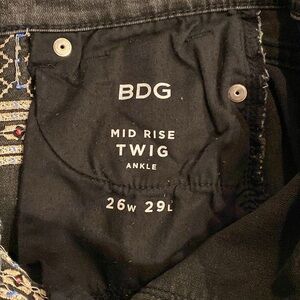 BDG
MID RISE
TWIG
ANKLE
26W 29L